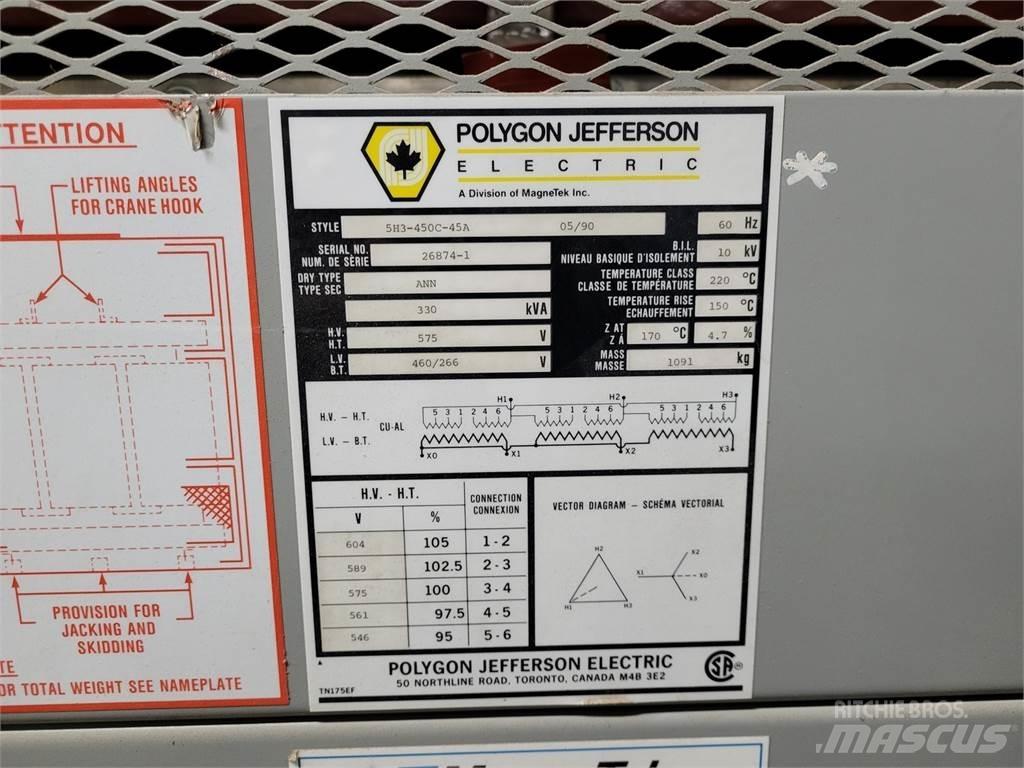 TTENTION
LIFTING ANGLES
FOR CRANE HOOK
PROVISION FOR
JACKING AND
SKIDDING
TE
OR TOTAL WEIGHT SEE NAMEPLATE
POLYGON JEFFERSON
ELECTRIC
A Division of MagneTek Inc.
STYLE 5H3-450C-45A 05/90 60 Hz
SERIAL NO.
NUM. DE SÉRIE 26874-1
B.I.L.
NIVEAU BASIQUE D'ISOLEMENT 10 kV
DRY TYPE
TYPE SEC ANN
TEMPERATURE CLASS
CLASSE DE TEMPÉRATURE 220 °C
330 kVA
TEMPERATURE RISE
ECHAUFFEMENT 150 °C
H.V.
H.T. 575 V
Z AT
Z À 170 °C 4.7 %
L.V.
B.T. 460/266 V
MASS
MASSE 1091 kg
H1 H2 H3
H.V. - H.T. 5 3 1 2 4 6 5 3 1 2 4 6 5 3 1 2 4 6
CU-AL
L.V. - B.T.
X0 X1 X2 X3
H.V. - H.T. CONNECTION
V % CONNEXION
604 105 1-2
589 102.5 2-3
575 100 3-4
561 97.5 4-5
546 95 5-6
VECTOR DIAGRAM - SCHÉMA VECTORIAL
H2 X2
X1 X0
H1 H3 X3
POLYGON JEFFERSON ELECTRIC
50 NORTHLINE ROAD, TORONTO, CANADA M4B 3E2
TN175EF
SA
RITCHIE BROS.
MASCUS